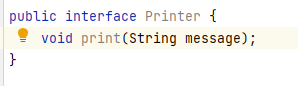 public interface Printer {
    void print(String message);
}